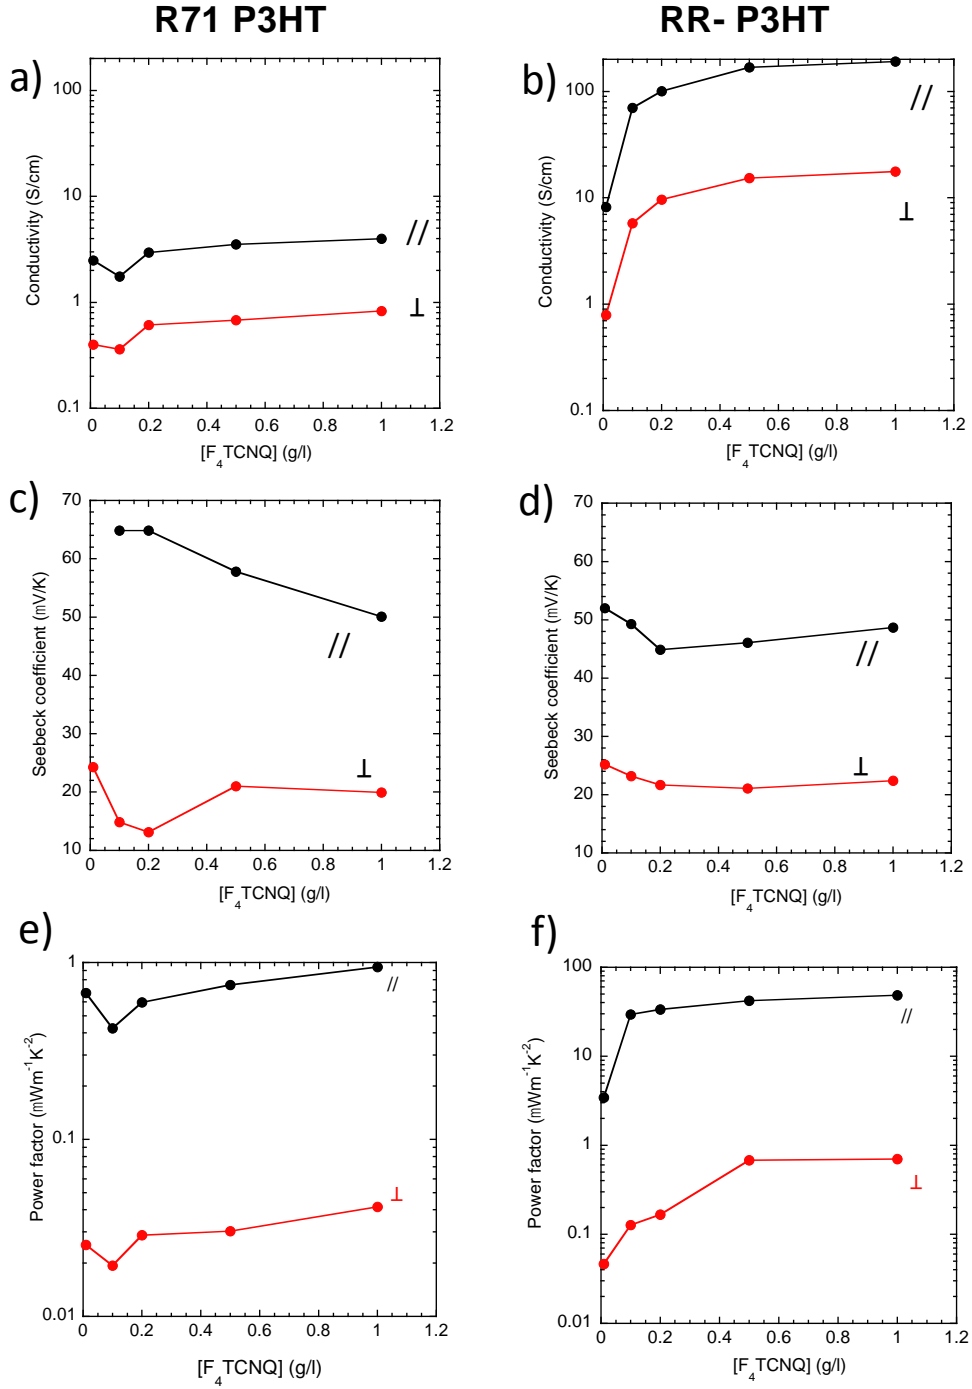 R71 P3HT
RR- P3HT
a)
100
10
1
0.1
Conductivity (S/cm)
//
⊥
0 0.2 0.4 0.6 0.8 1 1.2
[F4TCNQ] (g/l)
b)
100
10
1
0.1
Conductivity (S/cm)
//
⊥
0 0.2 0.4 0.6 0.8 1 1.2
[F4TCNQ] (g/l)
c)
70
60
50
40
30
20
10
Seebeck coefficient (mV/K)
//
⊥
0 0.2 0.4 0.6 0.8 1 1.2
[F4TCNQ] (g/l)
d)
70
60
50
40
30
20
10
Seebeck coefficient (mV/K)
//
⊥
0 0.2 0.4 0.6 0.8 1 1.2
[F4TCNQ] (g/l)
e)
1
0.1
0.01
Power factor (mWm-1K-2)
//
⊥
0 0.2 0.4 0.6 0.8 1 1.2
[F4TCNQ] (g/l)
f)
100
10
1
0.1
0.01
Power factor (mWm-1K-2)
//
⊥
0 0.2 0.4 0.6 0.8 1 1.2
[F4TCNQ] (g/l)